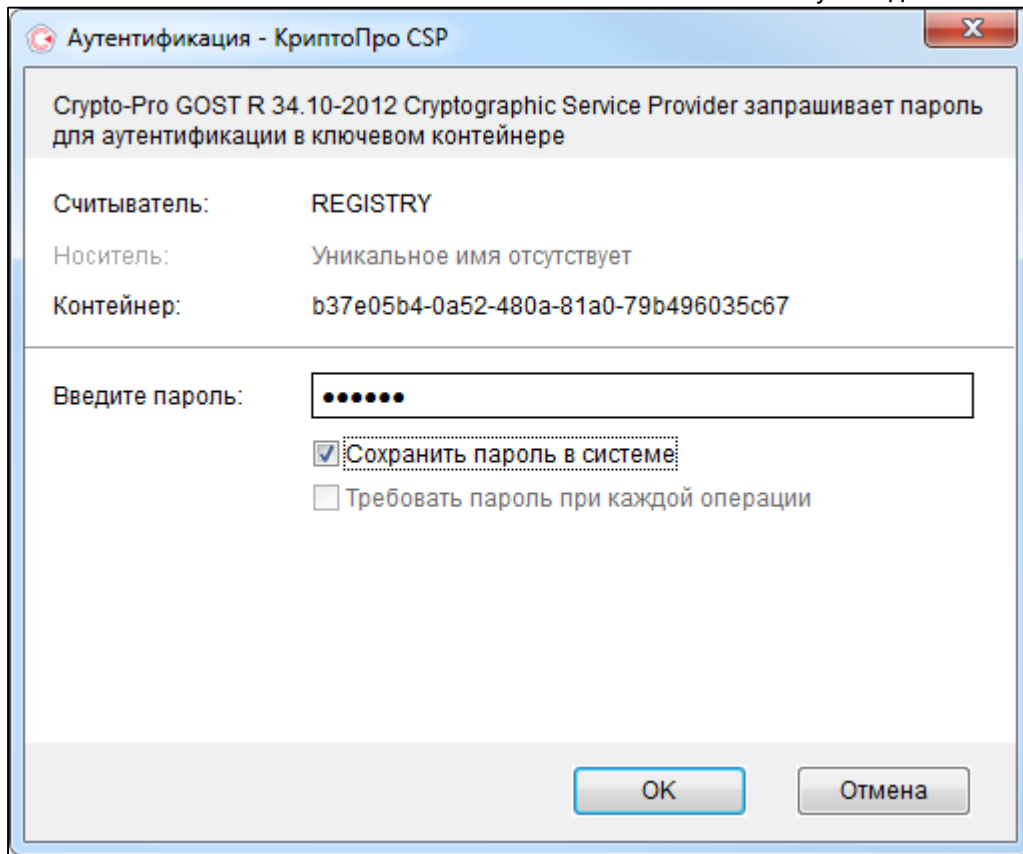 Аутентификация - КриптоПро CSP
Crypto-Pro GOST R 34.10-2012 Cryptographic Service Provider запрашивает пароль
для аутентификации в ключевом контейнере
Считыватель: REGISTRY
Носитель: Уникальное имя отсутствует
Контейнер: b37e05b4-0a52-480a-81a0-79b496035c67
Введите пароль: ••••••
Сохранить пароль в системе
Требовать пароль при каждой операции
OK Отмена